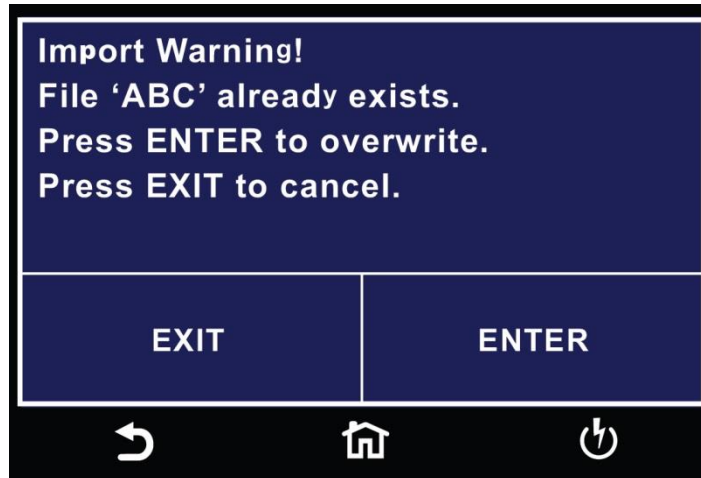 Import Warning!
File ‘ABC’ already exists.
Press ENTER to overwrite.
Press EXIT to cancel.
EXIT
ENTER